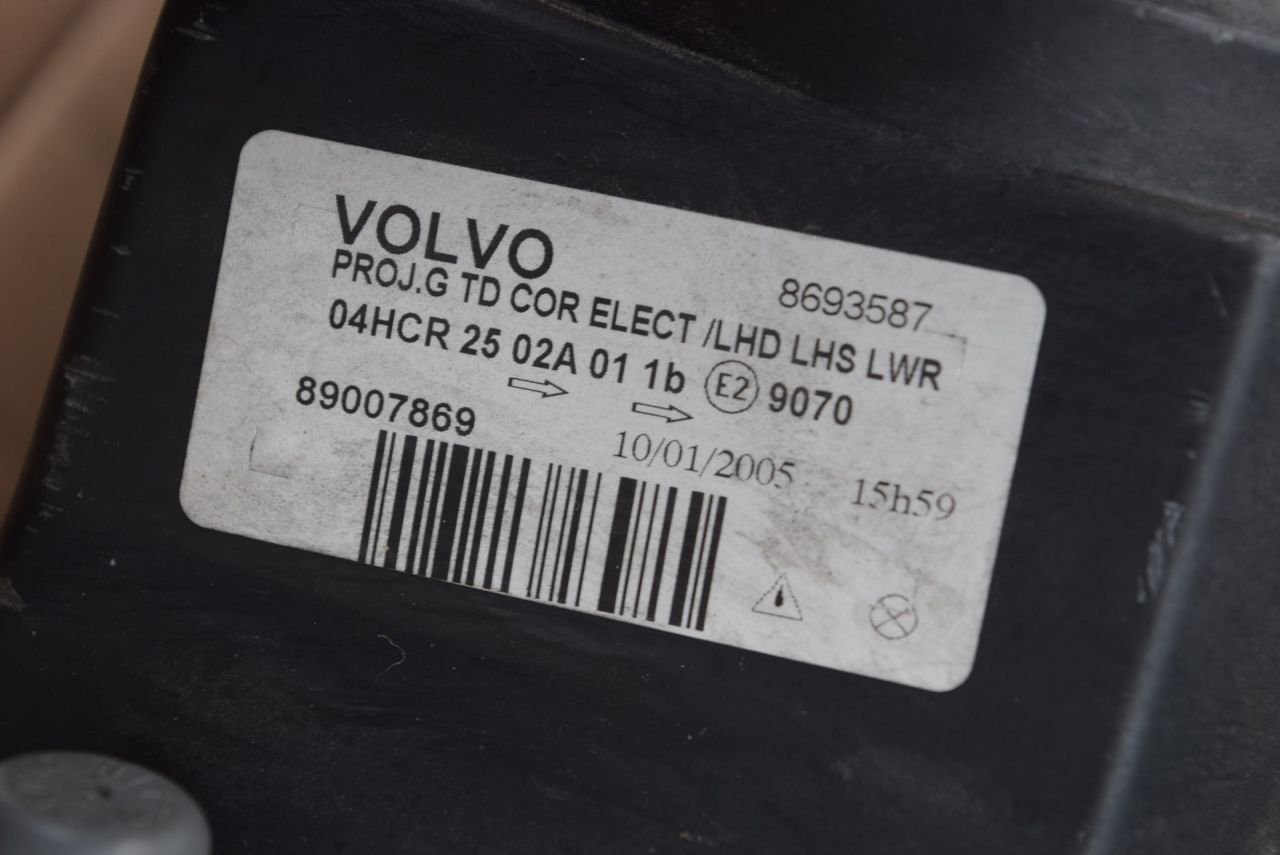 VOLVO
8693587
PROJ.G TD COR ELECT /LHD LHS LWR
04HCR 25 02A 01 1b E2 9070
89007869
10/01/2005 15h59